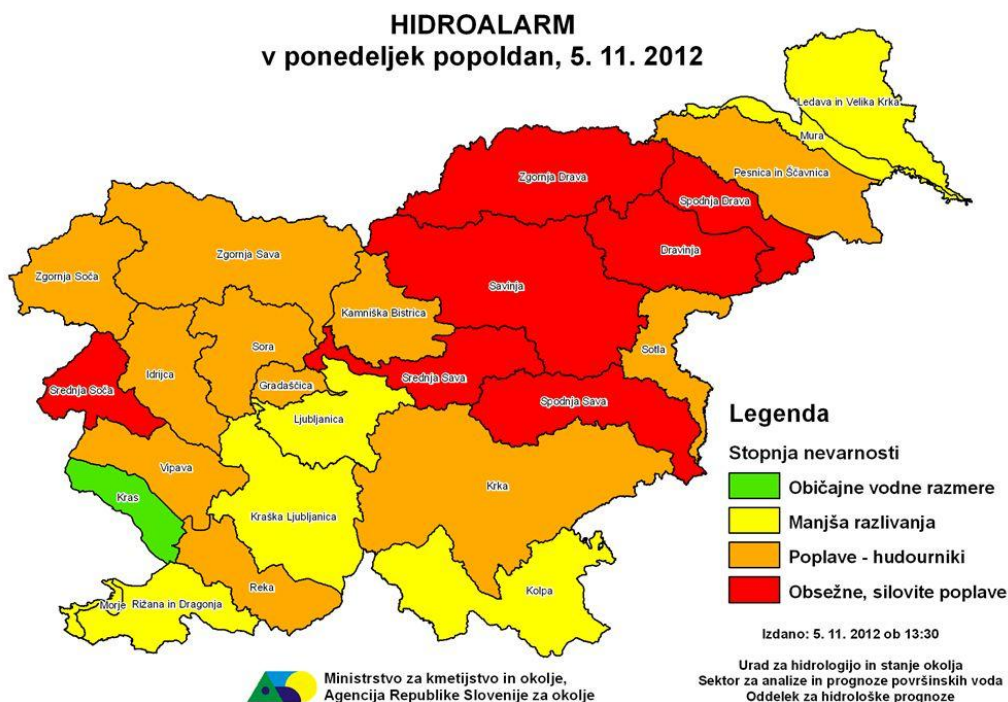 HIDROALARM
v ponedeljek popoldan, 5. 11. 2012
Ledava in Velika Krka
Mura
Pesnica in Ščavnica
Zgornja Drava
Spodnja Drava
Dravinja
Zgornja Sava
Zgornja Soča
Savinja
Kamniška Bistrica
Sora
Sotla
Idrijca
Gradaščica
Srednja Sava
Srednja Soča
Spodnja Sava
Ljubljanica
Vipava
Krka
Kras
Kraška Ljubljanica
Reka
Kolpa
Morje
Rižana in Dragonja
Legenda
Stopnja nevarnosti
Običajne vodne razmere
Manjša razlivanja
Poplave - hudourniki
Obsežne, silovite poplave
Izdano: 5. 11. 2012 ob 13:30
Ministrstvo za kmetijstvo in okolje,
Agencija Republike Slovenije za okolje
Urad za hidrologijo in stanje okolja
Sektor za analize in prognoze površinskih voda
Oddelek za hidrološke prognoze